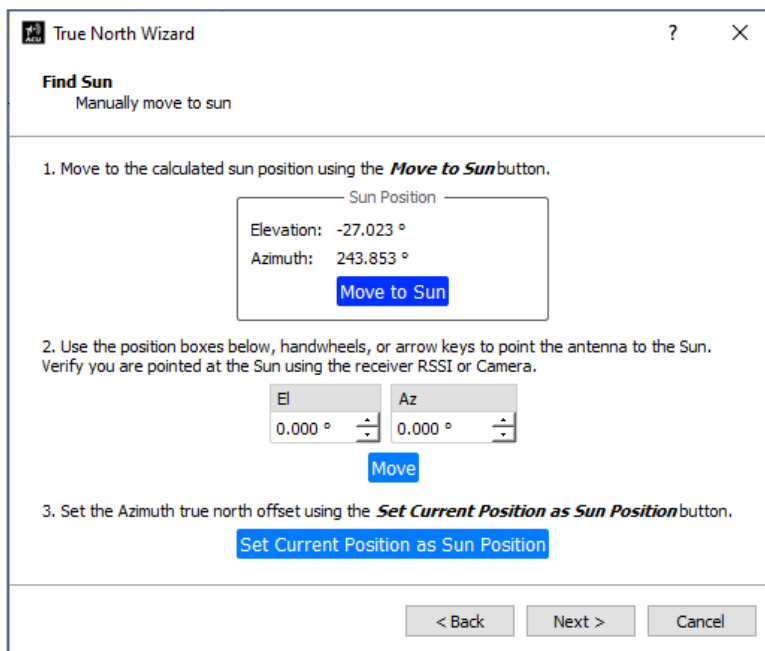 True North Wizard
?
Find Sun
Manually move to sun
1. Move to the calculated sun position using the Move to Sun button.
Sun Position
Elevation: -27.023 °
Azimuth: 243.853 °
Move to Sun
2. Use the position boxes below, handwheels, or arrow keys to point the antenna to the Sun.
Verify you are pointed at the Sun using the receiver RSSI or Camera.
El Az
0.000 ° 0.000 °
Move
3. Set the Azimuth true north offset using the Set Current Position as Sun Position button.
Set Current Position as Sun Position
< Back Next > Cancel